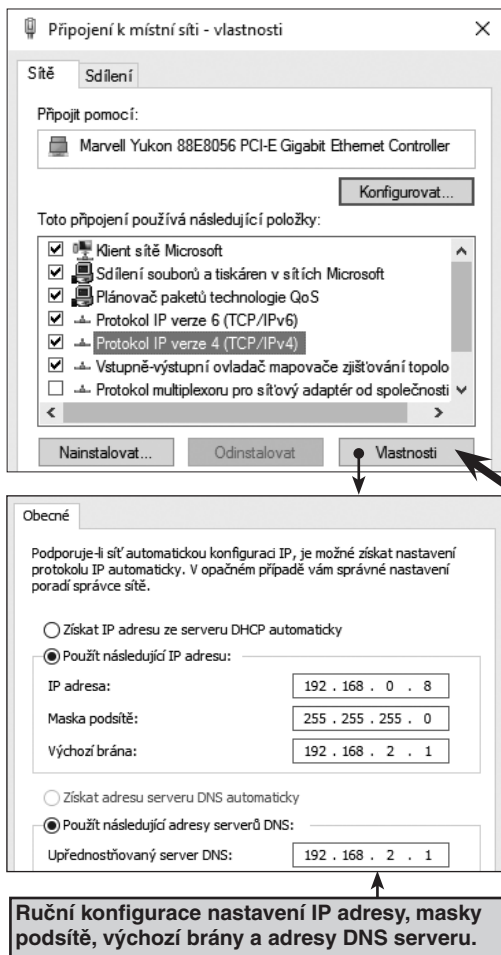 Připojení k místní síti - vlastnosti
Sítě Sdílení
Připojit pomocí:
Marvell Yukon 88E8056 PCI-E Gigabit Ethernet Controller
Konfigurovat...
Toto připojení používá následující položky:
Klient sítě Microsoft
Sdílení souborů a tiskáren v sítích Microsoft
Plánovač paketů technologie QoS
Protokol IP verze 6 (TCP/IPv6)
Protokol IP verze 4 (TCP/IPv4)
Vstupně-výstupní ovladač mapovače zjišťování topolo
Protokol multiplexoru pro síťový adaptér od společnosti
Nainstalovat... Odinstalovat Vlastnosti
Obecné
Podporuje-li síť automatickou konfiguraci IP, je možné získat nastavení
protokolu IP automaticky. V opačném případě vám správné nastavení
poradí správce sítě.
Získat IP adresu ze serveru DHCP automaticky
Použít následující IP adresu:
IP adresa: 192 . 168 . 0 . 8
Maska podsítě: 255 . 255 . 255 . 0
Výchozí brána: 192 . 168 . 2 . 1
Získat adresu serveru DNS automaticky
Použít následující adresy serverů DNS:
Upřednostňovaný server DNS: 192 . 168 . 2 . 1
Ruční konfigurace nastavení IP adresy, masky
podsítě, výchozí brány a adresy DNS serveru.